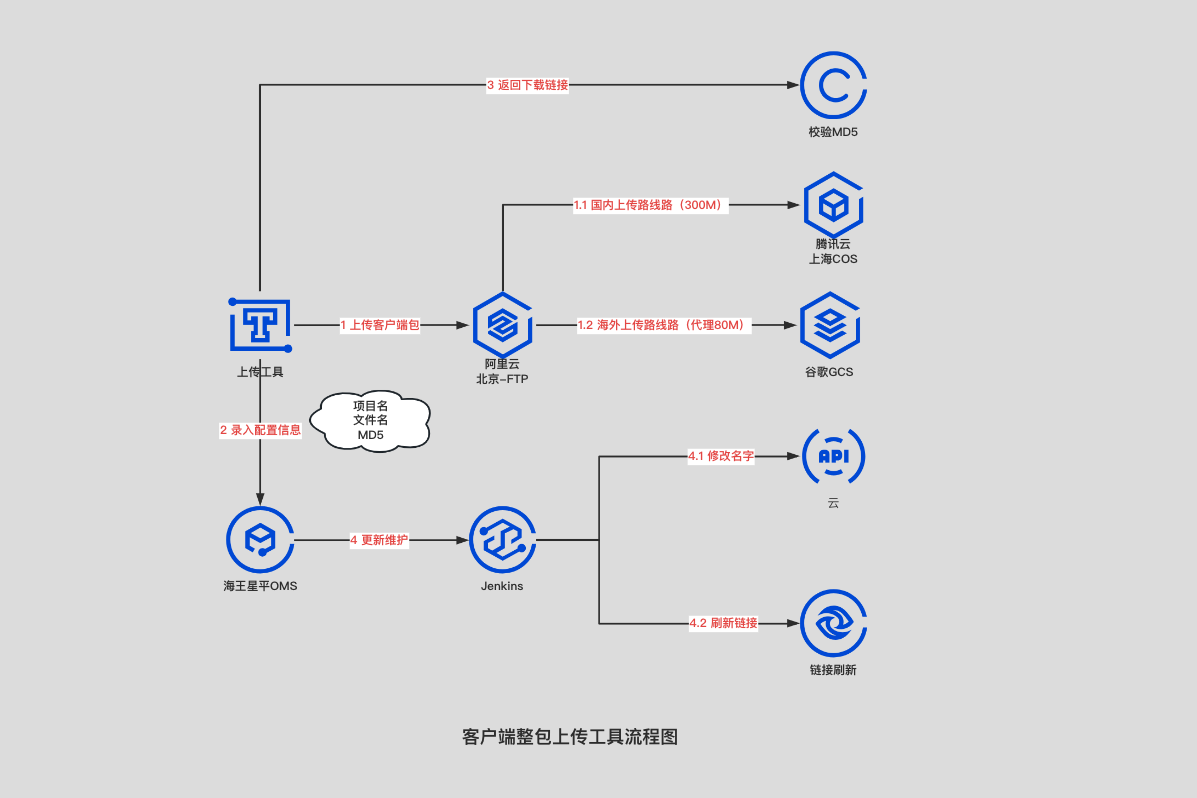 3 返回下载链接
校验MD5
1.1 国内上传路线路（300M）
腾讯云
上海COS
1 上传客户端包
1.2 海外上传路线路（代理80M）
上传工具
阿里云
北京-FTP
谷歌GCS
项目名
文件名
MD5
2 录入配置信息
4.1 修改名字
API
云
4 更新维护
海王星平OMS
Jenkins
4.2 刷新链接
链接刷新
客户端整包上传工具流程图